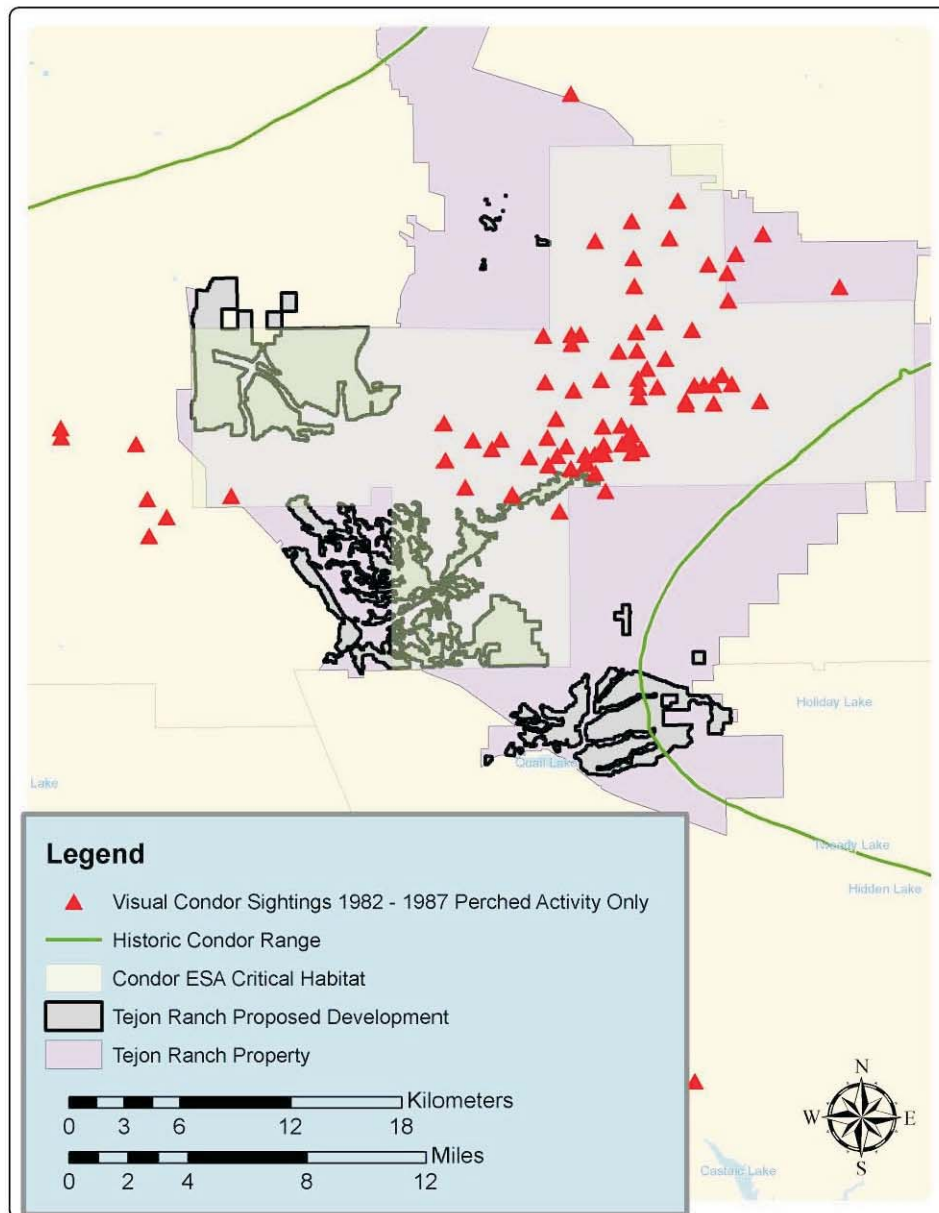 Holiday Lake
Quail Lake
Lake
Tweedy Lake
Hidden Lake
Legend
Visual Condor Sightings 1982 - 1987 Perched Activity Only
Historic Condor Range
Condor ESA Critical Habitat
Tejon Ranch Proposed Development
Tejon Ranch Property
Kilometers
0 3 6 12 18
Miles
0 2 4 8 12
N
W E
S
Castaic Lake